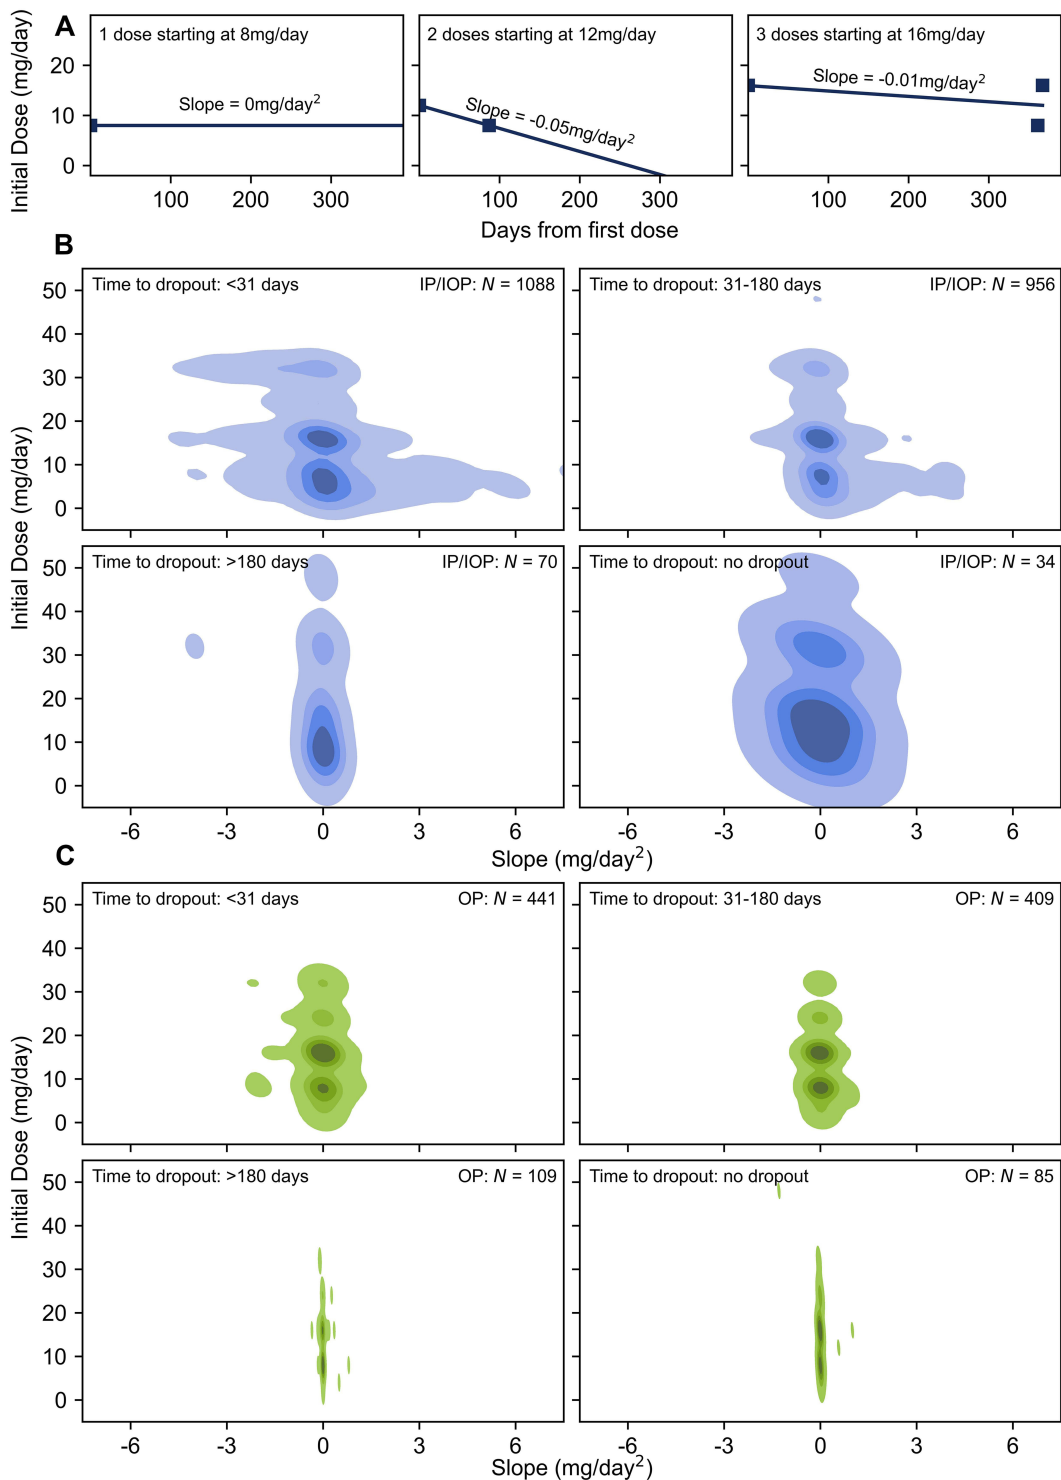 A
1 dose starting at 8mg/day
2 doses starting at 12mg/day
3 doses starting at 16mg/day
Initial Dose (mg/day)
20
10
0
Slope = 0mg/day²
Slope = -0.05mg/day²
Slope = -0.01mg/day²
100 200 300
100 200 300
100 200 300
Days from first dose
B
Time to dropout: <31 days IP/IOP: N = 1088
Time to dropout: 31-180 days IP/IOP: N = 956
50
40
30
20
10
0
Initial Dose (mg/day)
Time to dropout: >180 days IP/IOP: N = 70
Time to dropout: no dropout IP/IOP: N = 34
50
40
30
20
10
0
-6 -3 0 3 6
-6 -3 0 3 6
Slope (mg/day²)
C
Time to dropout: <31 days OP: N = 441
Time to dropout: 31-180 days OP: N = 409
50
40
30
20
10
0
Initial Dose (mg/day)
Time to dropout: >180 days OP: N = 109
Time to dropout: no dropout OP: N = 85
50
40
30
20
10
0
-6 -3 0 3 6
-6 -3 0 3 6
Slope (mg/day²)